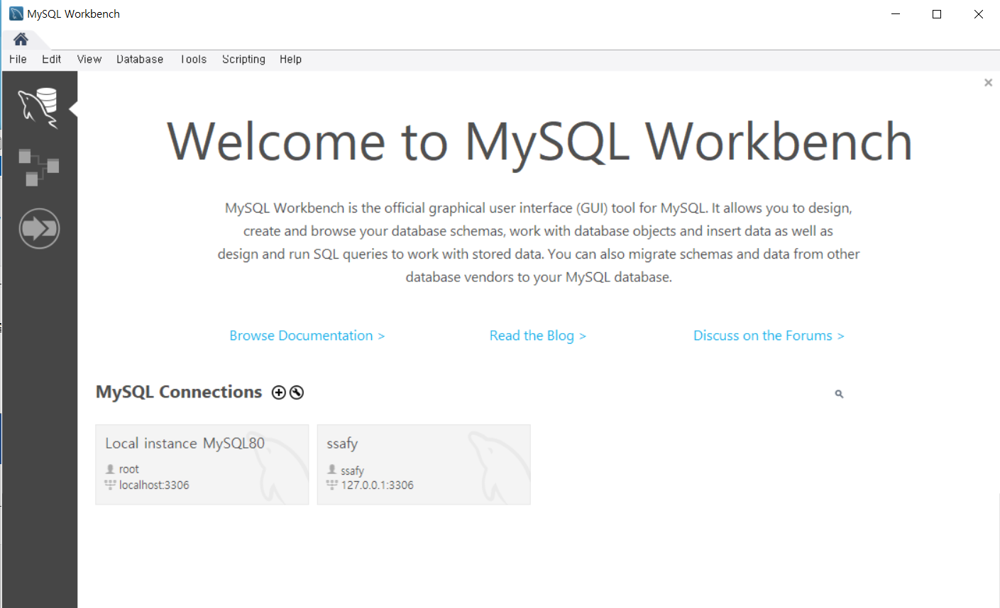 MySQL Workbench
File Edit View Database Tools Scripting Help
Welcome to MySQL Workbench
MySQL Workbench is the official graphical user interface (GUI) tool for MySQL. It allows you to design,
create and browse your database schemas, work with database objects and insert data as well as
design and run SQL queries to work with stored data. You can also migrate schemas and data from other
database vendors to your MySQL database.
Browse Documentation >
Read the Blog >
Discuss on the Forums >
MySQL Connections
Local instance MySQL80
root
localhost:3306
ssafy
ssafy
127.0.0.1:3306